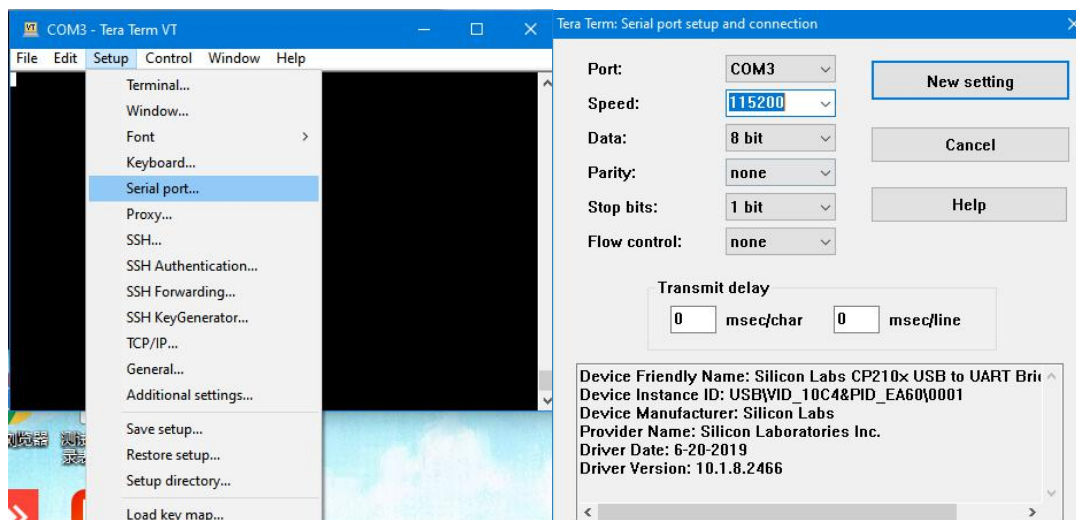 COM3 - Tera Term VT
File Edit Setup Control Window Help
Terminal...
Window...
Font
Keyboard...
Serial port...
Proxy...
SSH...
SSH Authentication...
SSH Forwarding...
SSH KeyGenerator...
TCP/IP...
General...
Additional settings...
Save setup...
Restore setup...
Setup directory...
Load key map...
Tera Term: Serial port setup and connection
Port: COM3
New setting
Speed: 115200
Data: 8 bit
Cancel
Parity: none
Stop bits: 1 bit
Help
Flow control: none
Transmit delay
0 msec/char 0 msec/line
Device Friendly Name: Silicon Labs CP210x USB to UART Bri
Device Instance ID: USB\VID_10C4&PID_EA60\0001
Device Manufacturer: Silicon Labs
Provider Name: Silicon Laboratories Inc.
Driver Date: 6-20-2019
Driver Version: 10.1.8.2466